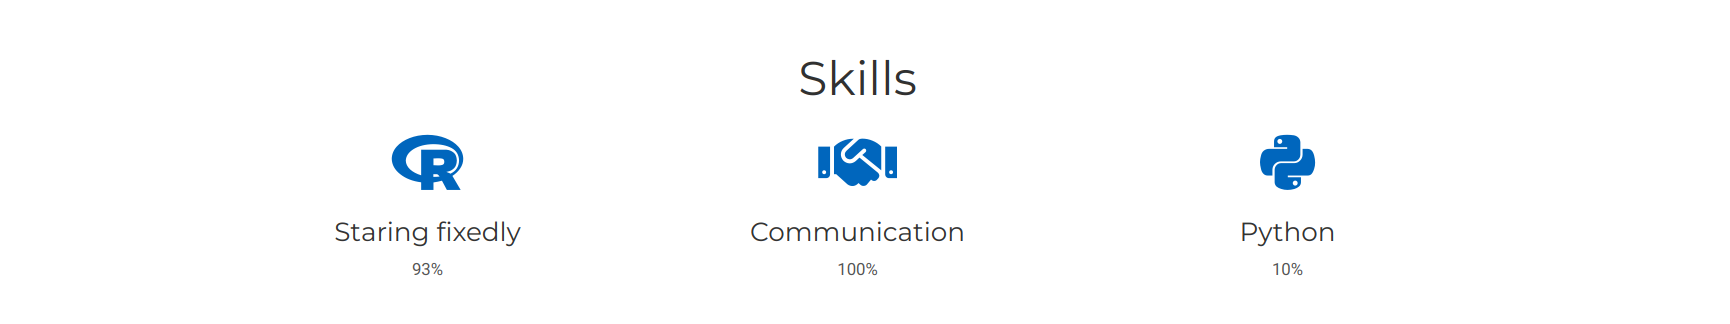 Skills
Staring fixedly
93%
Communication
100%
Python
10%